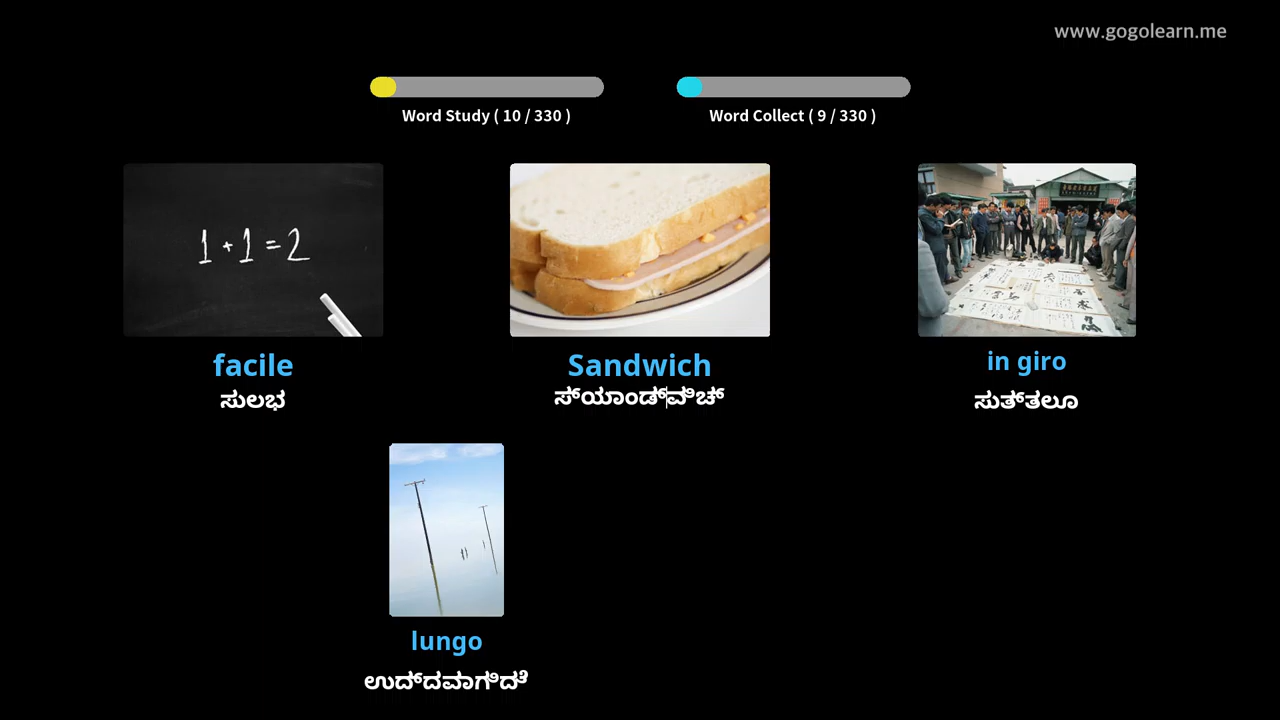 www.gogolearn.me
Word Study ( 10 / 330 )
Word Collect ( 9 / 330 )
1 + 1 = 2
facile
ಸುಲಭ
Sandwich
ಸ್ಯಾಂಡ್‌ವಿಚ್
in giro
ಸುತ್ತಲೂ
lungo
ಉದ್ದವಾಗಿದೆ